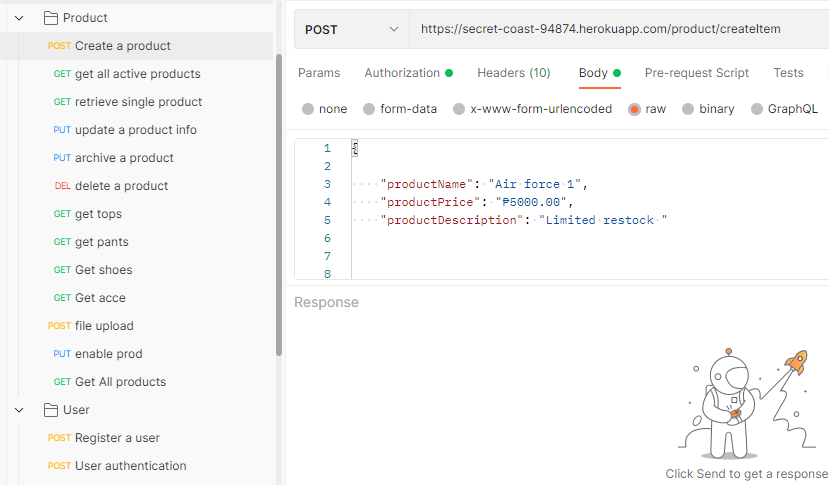 Product
POST Create a product
GET get all active products
GET retrieve single product
PUT update a product info
PUT archive a product
DEL delete a product
GET get tops
GET get pants
GET Get shoes
GET Get acce
POST file upload
PUT enable prod
GET Get All products
User
POST Register a user
POST User authentication
POST https://secret-coast-94874.herokuapp.com/product/createItem
Params Authorization Headers (10) Body Pre-request Script Tests
none form-data x-www-form-urlencoded raw binary GraphQL
1 {
2
3 "productName": "Air force 1",
4 "productPrice": "₱5000.00",
5 "productDescription": "Limited restock "
6
7
8
Response
Click Send to get a response